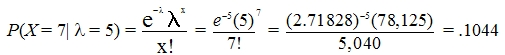 P(X = 7| λ = 5) = e^-λ λ^x / x! = e^-5(5)^7 / 7! = (2.71828)^-5(78,125) / 5,040 = .1044